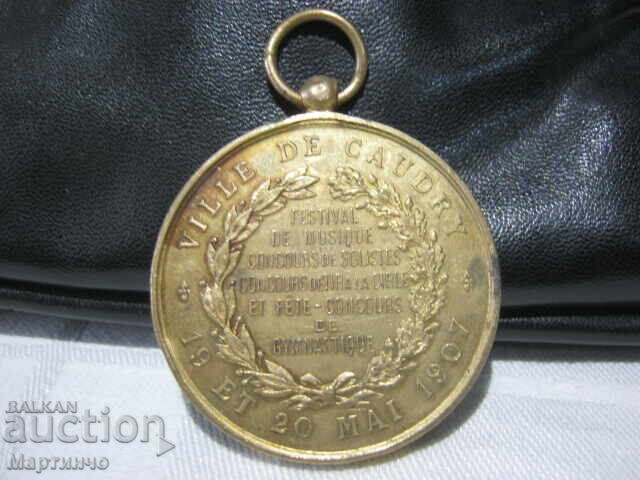 VILLE DE CAUDRY
FESTIVAL
DE MUSIQUE
CONCOURS DE SOLISTES
CONCOURS DE TIR A LA CIBLE
ET FETE - CONCOURS
DE
GYMNASTIQUE
19 ET 20 MAI 1907
BALKAN
auction
Мартинчо